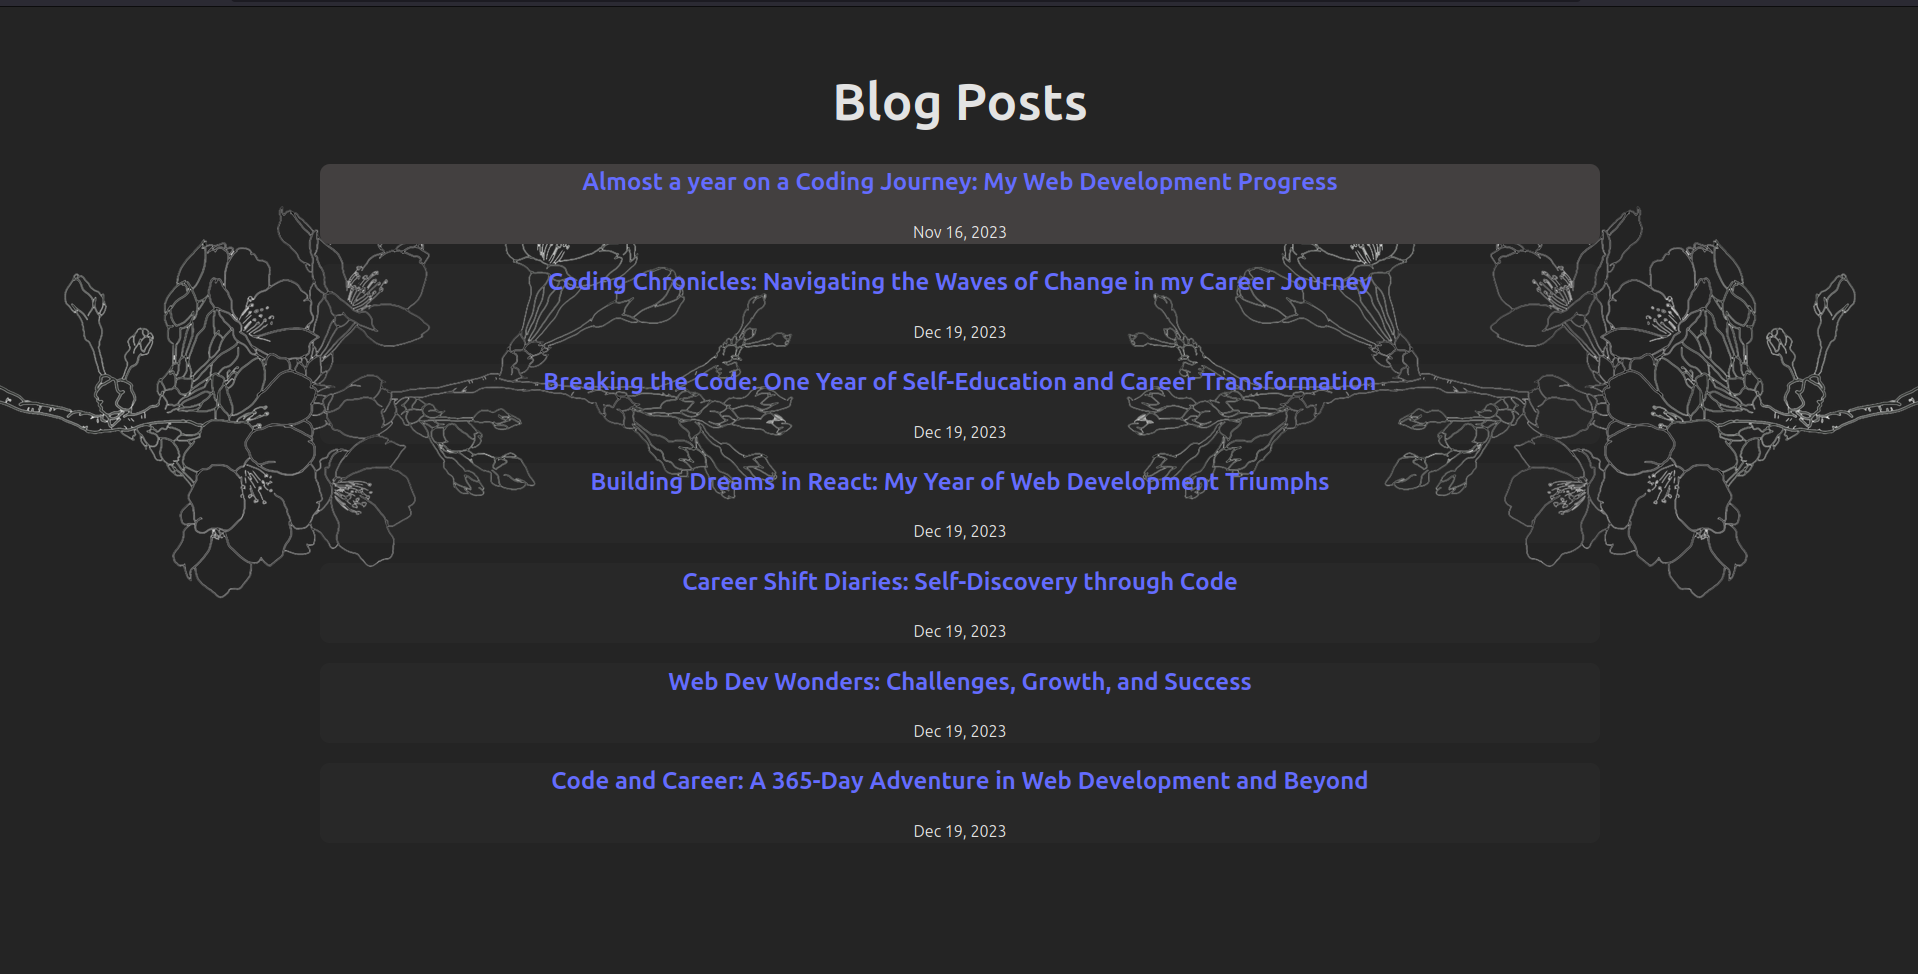 Blog Posts
Almost a year on a Coding Journey: My Web Development Progress
Nov 16, 2023
Coding Chronicles: Navigating the Waves of Change in my Career Journey
Dec 19, 2023
Breaking the Code: One Year of Self-Education and Career Transformation
Dec 19, 2023
Building Dreams in React: My Year of Web Development Triumphs
Dec 19, 2023
Career Shift Diaries: Self-Discovery through Code
Dec 19, 2023
Web Dev Wonders: Challenges, Growth, and Success
Dec 19, 2023
Code and Career: A 365-Day Adventure in Web Development and Beyond
Dec 19, 2023